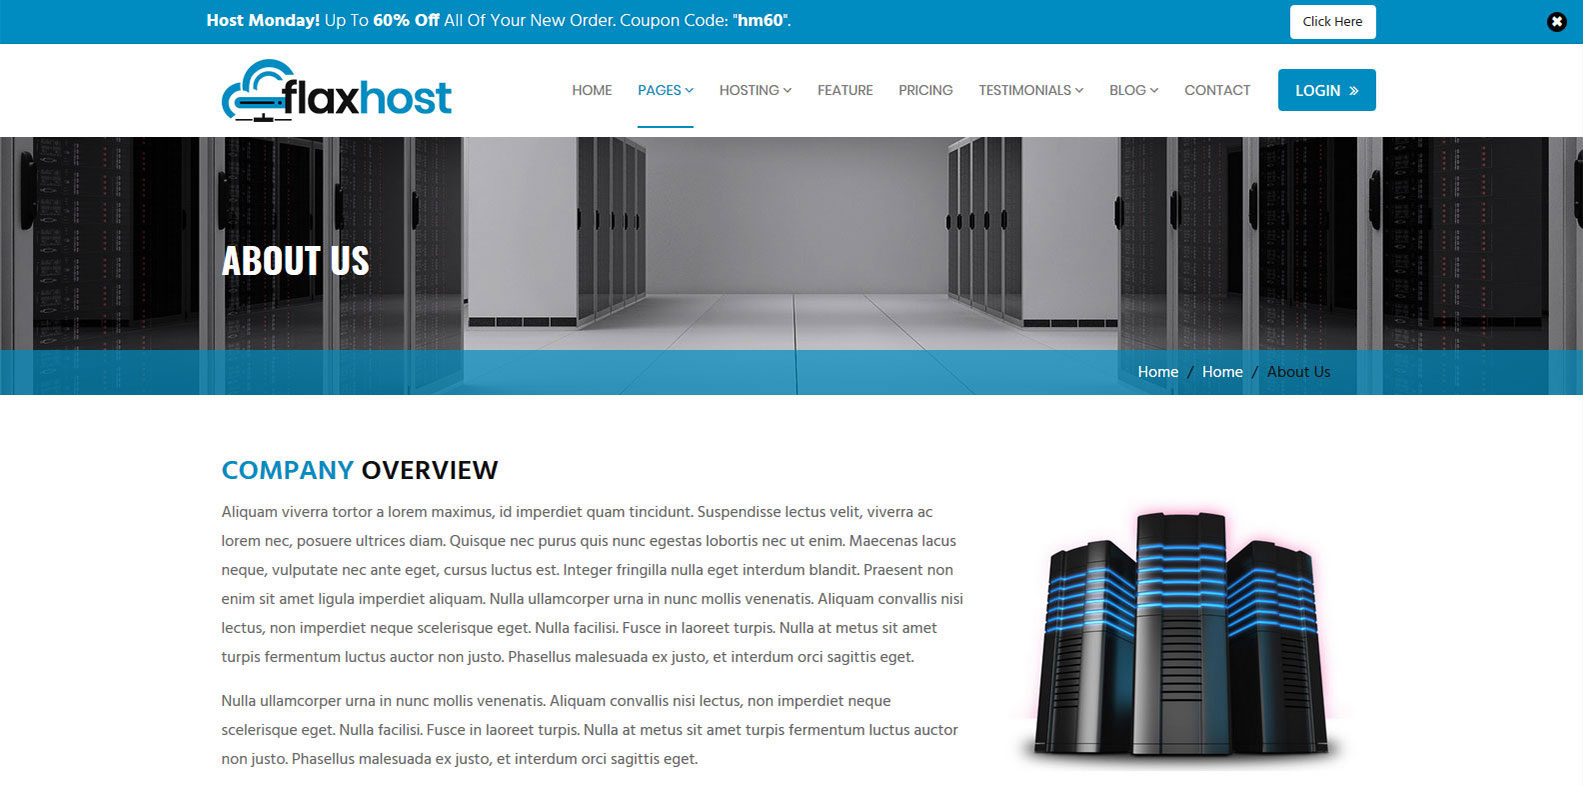 Host Monday! Up To 60% Off All Of Your New Order. Coupon Code: "hm60".
Click Here
flaxhost
HOME PAGES HOSTING FEATURE PRICING TESTIMONIALS BLOG CONTACT LOGIN »
ABOUT US
Home / Home / About Us
COMPANY OVERVIEW
Aliquam viverra tortor a lorem maximus, id imperdiet quam tincidunt. Suspendisse lectus velit, viverra ac
lorem nec, posuere ultrices diam. Quisque nec purus quis nunc egestas lobortis nec ut enim. Maecenas lacus
neque, vulputate nec ante eget, cursus luctus est. Integer fringilla nulla eget interdum blandit. Praesent non
enim sit amet ligula imperdiet aliquam. Nulla ullamcorper urna in nunc mollis venenatis. Aliquam convallis nisi
lectus, non imperdiet neque scelerisque eget. Nulla facilisi. Fusce in laoreet turpis. Nulla at metus sit amet
turpis fermentum luctus auctor non justo. Phasellus malesuada ex justo, et interdum orci sagittis eget.
Nulla ullamcorper urna in nunc mollis venenatis. Aliquam convallis nisi lectus, non imperdiet neque
scelerisque eget. Nulla facilisi. Fusce in laoreet turpis. Nulla at metus sit amet turpis fermentum luctus auctor
non justo. Phasellus malesuada ex justo, et interdum orci sagittis eget.